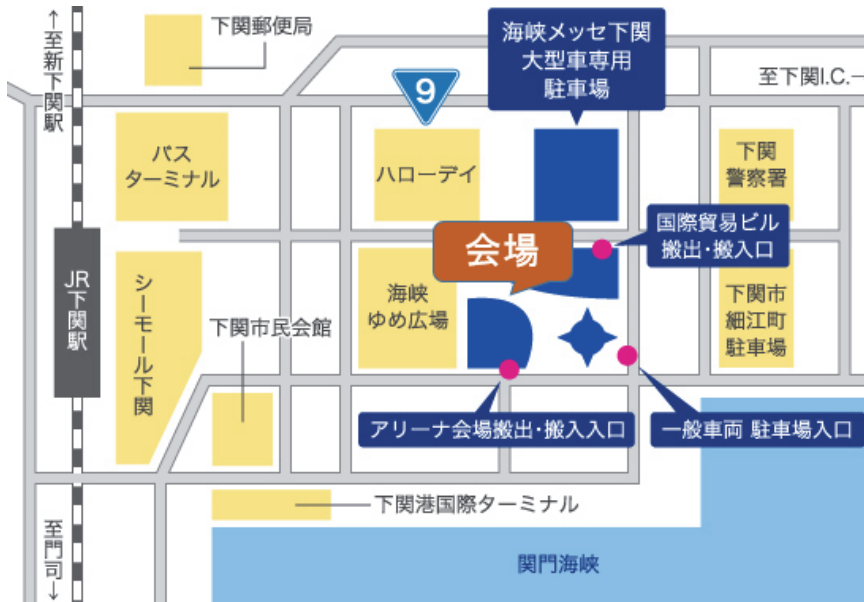 ↑至新下関駅
下関郵便局
海峡メッセ下関
大型車専用
駐車場
至下関I.C.
9
バス
ターミナル
ハローデイ
下関
警察署
国際貿易ビル
搬出・搬入口
会場
JR下関駅
シーモール下関
海峡
ゆめ広場
下関市
細江町
駐車場
下関市民会館
アリーナ会場搬出・搬入入口
一般車両 駐車場入口
下関港国際ターミナル
至門司↓
関門海峡